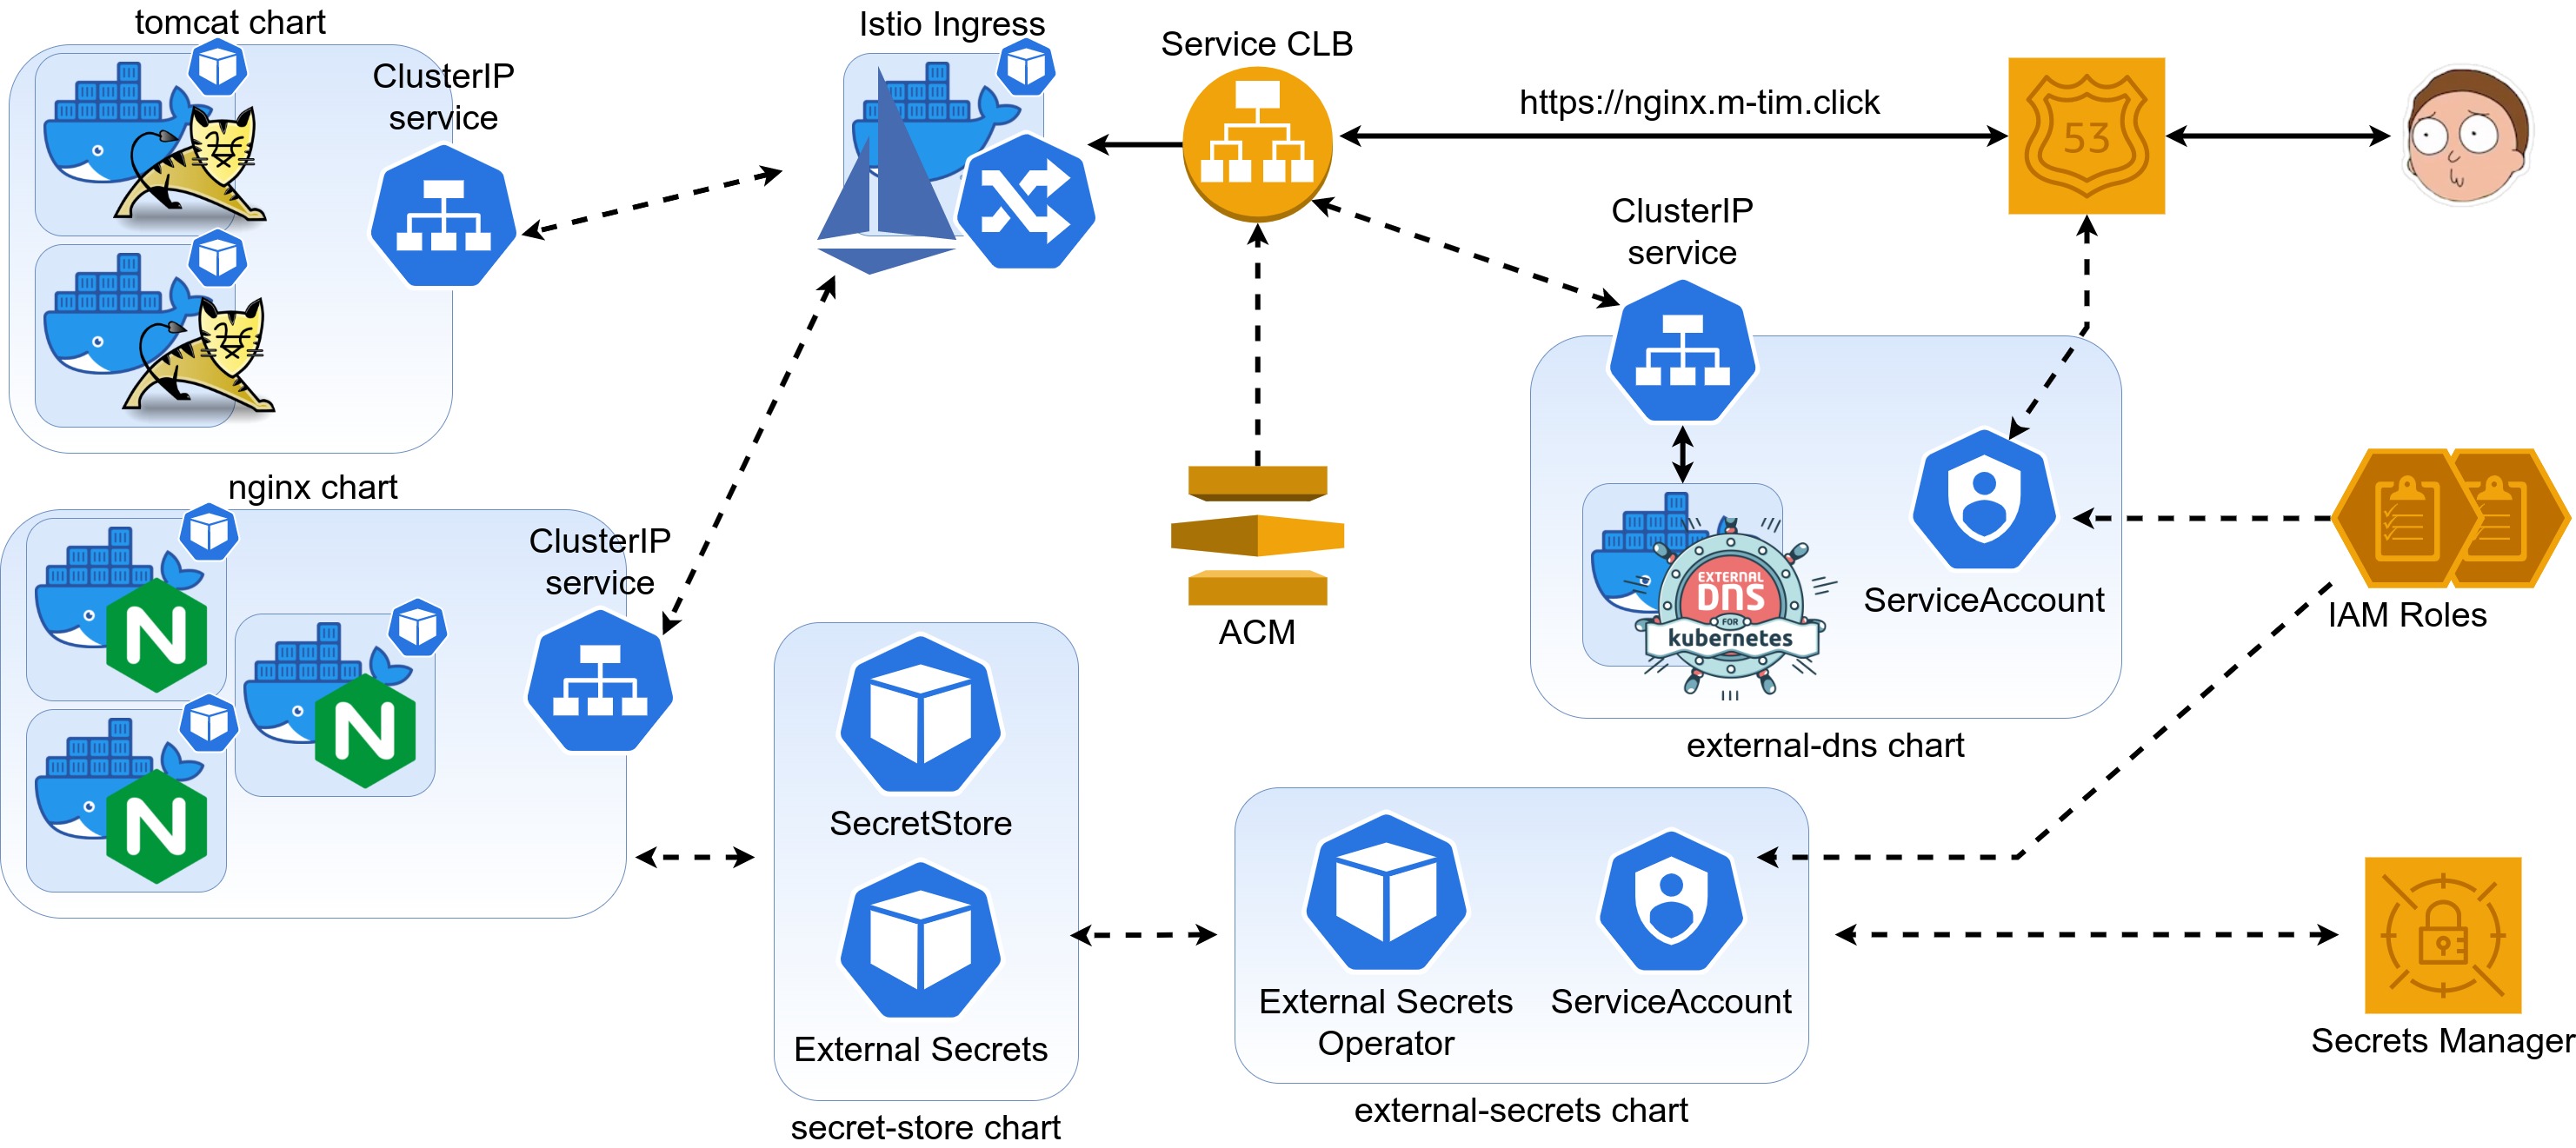 tomcat chart
ClusterIP
service
Istio Ingress
Service CLB
https://nginx.m-tim.click
53
ClusterIP
service
nginx chart
ClusterIP
service
N
N
N
ACM
EXTERNAL
DNS
FOR
kubernetes
ServiceAccount
IAM Roles
external-dns chart
SecretStore
External Secrets
secret-store chart
External Secrets
Operator
ServiceAccount
external-secrets chart
Secrets Manager